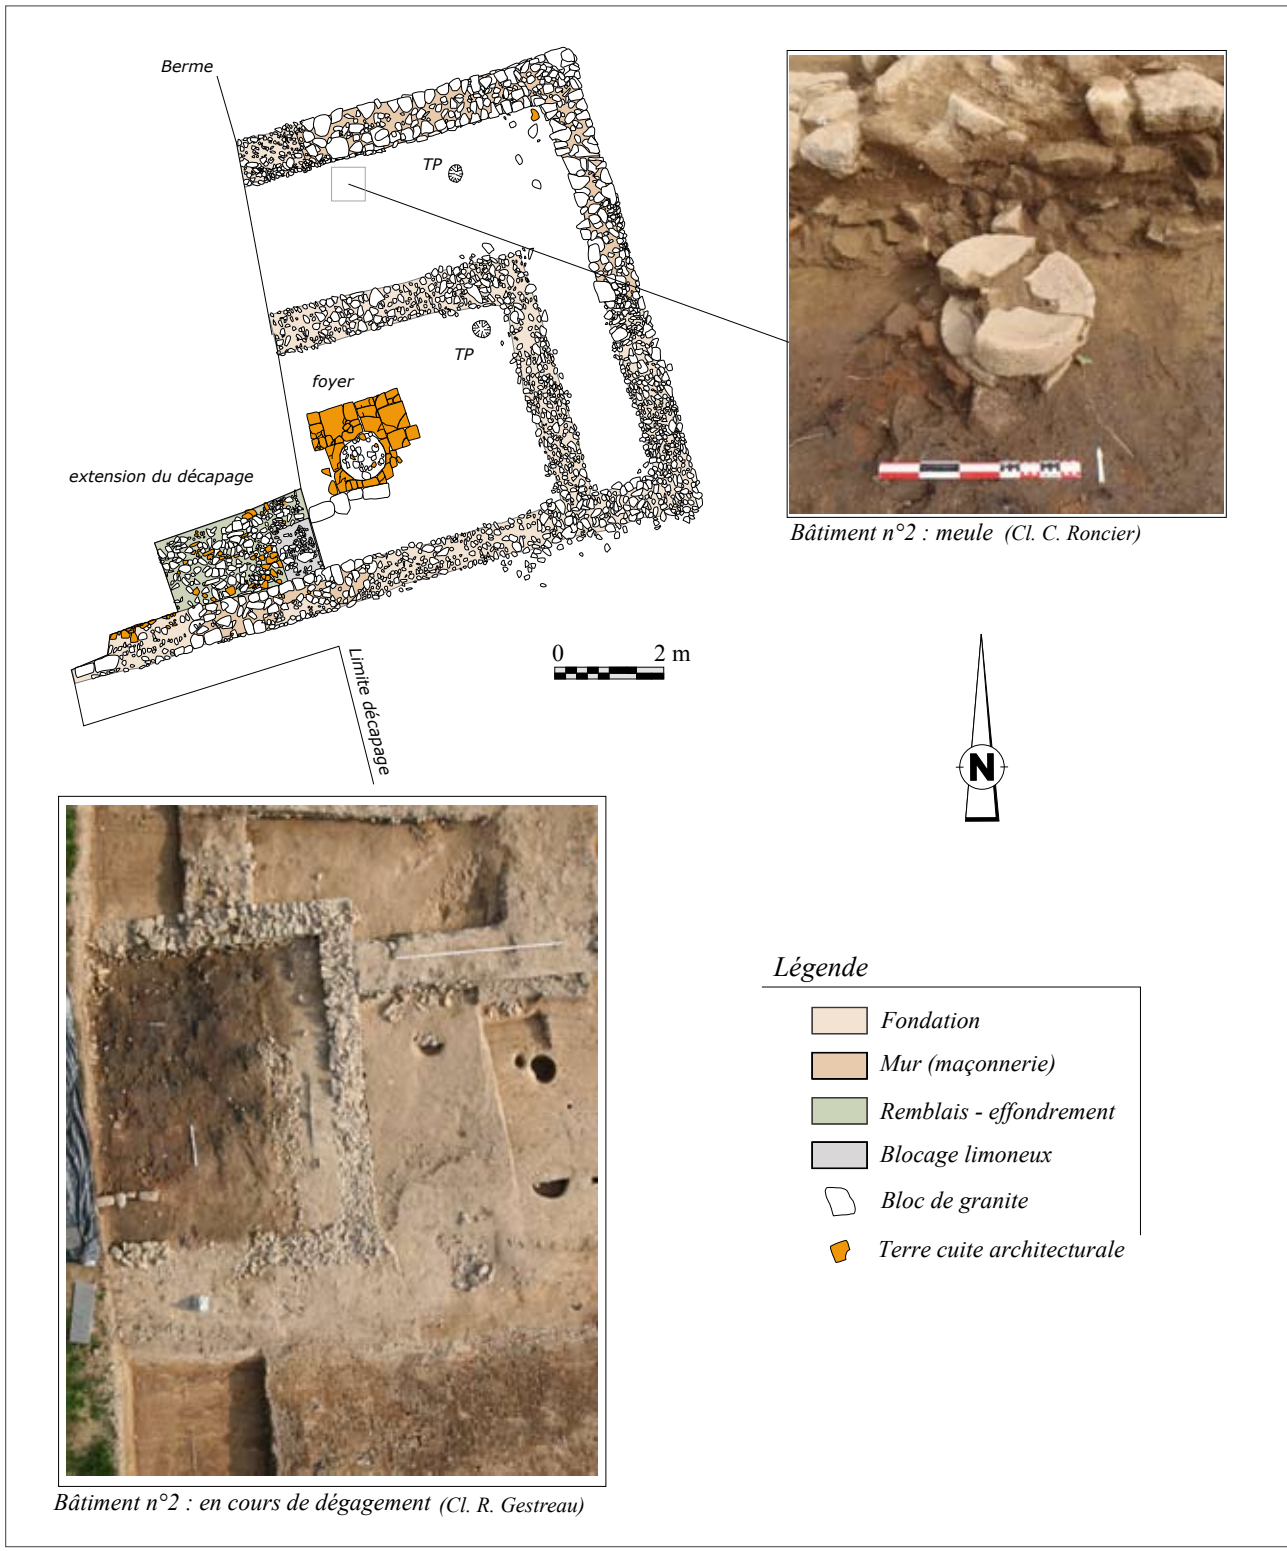 Berme
TP
TP
foyer
extension du décapage
Bâtiment n°2 : meule (Cl. C. Roncier)
0 2 m
Limite décapage
N
Bâtiment n°2 : en cours de dégagement (Cl. R. Gestreau)
Légende
Fondation
Mur (maçonnerie)
Remblais - effondrement
Blocage limoneux
Bloc de granite
Terre cuite architecturale